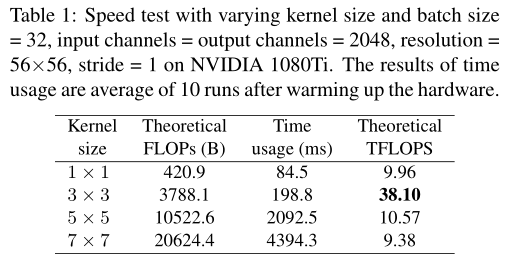 Table 1: Speed test with varying kernel size and batch size
= 32, input channels = output channels = 2048, resolution =
56×56, stride = 1 on NVIDIA 1080Ti. The results of time
usage are average of 10 runs after warming up the hardware.
Kernel Theoretical Time Theoretical
size FLOPs (B) usage (ms) TFLOPS
1 × 1 420.9 84.5 9.96
3 × 3 3788.1 198.8 38.10
5 × 5 10522.6 2092.5 10.57
7 × 7 20624.4 4394.3 9.38